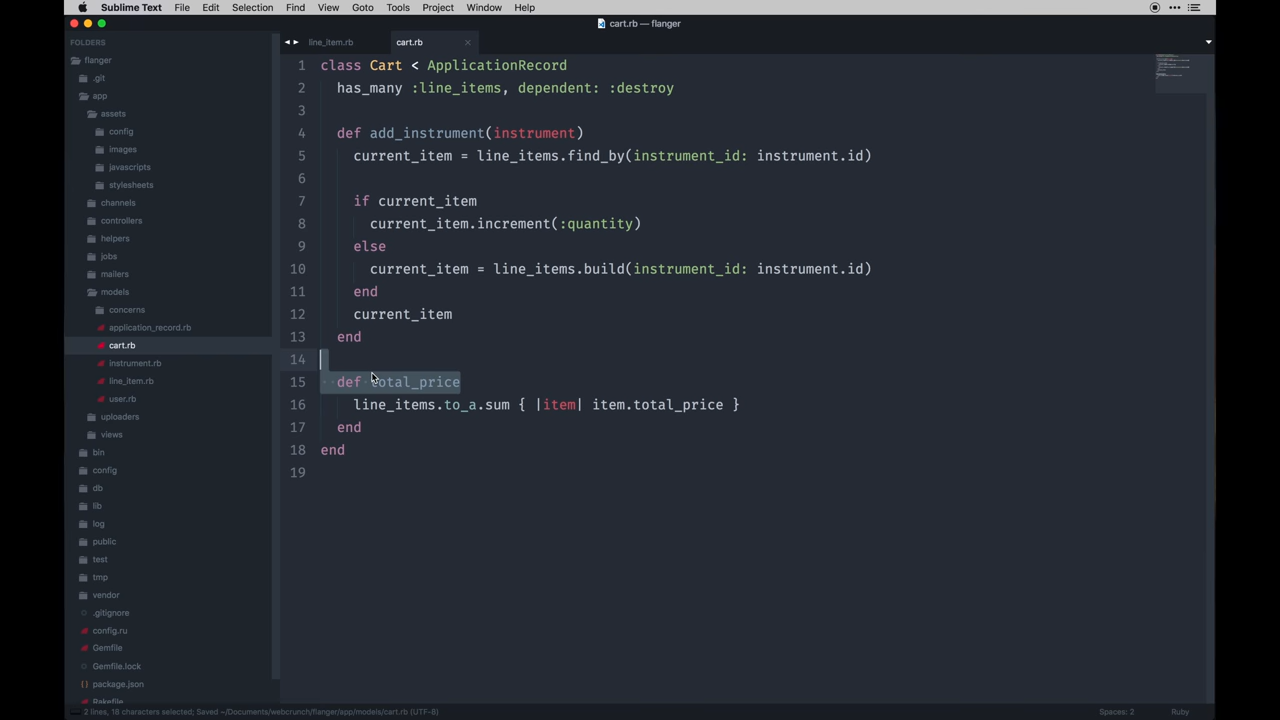 Sublime Text File Edit Selection Find View Goto Tools Project Window Help
cart.rb — flanger
FOLDERS
flanger
.git
app
assets
config
images
javascripts
stylesheets
channels
controllers
helpers
jobs
mailers
models
concerns
application_record.rb
cart.rb
instrument.rb
line_item.rb
user.rb
uploaders
views
bin
config
db
lib
log
public
test
tmp
vendor
.gitignore
config.ru
Gemfile
Gemfile.lock
package.json
Rakefile
line_item.rb cart.rb
1 class Cart < ApplicationRecord
2 has_many :line_items, dependent: :destroy
3
4 def add_instrument(instrument)
5 current_item = line_items.find_by(instrument_id: instrument.id)
6
7 if current_item
8 current_item.increment(:quantity)
9 else
10 current_item = line_items.build(instrument_id: instrument.id)
11 end
12 current_item
13 end
14
15 def total_price
16 line_items.to_a.sum { |item| item.total_price }
17 end
18 end
19
2 lines, 18 characters selected; Saved ~/Documents/webcrunch/flanger/app/models/cart.rb (UTF-8) Spaces: 2 Ruby